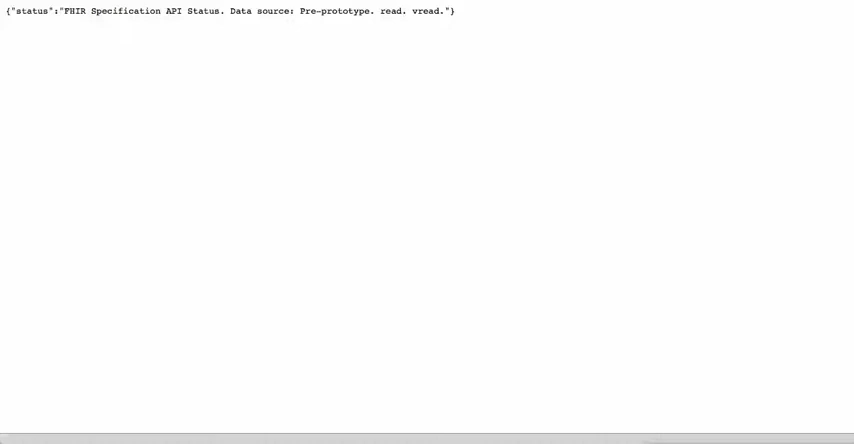 {"status":"FHIR Specification API Status. Data source: Pre-prototype. read. vread."}